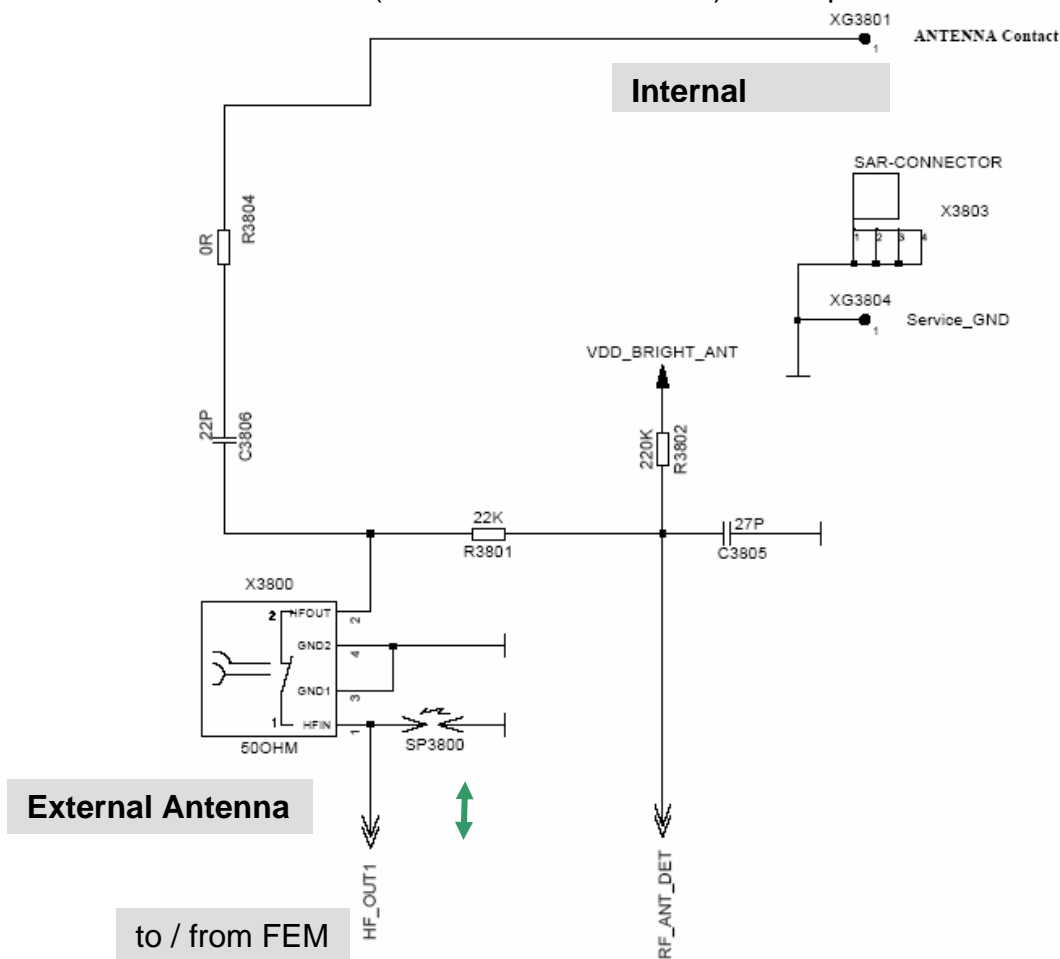 XG3801
1
ANTENNA Contact
Internal
SAR-CONNECTOR
X3803
1 2 3 4
R3804
0R
XG3804
1
Service_GND
VDD_BRIGHT_ANT
22P
C3806
220K
R3802
22K
R3801
27P
C3805
X3800
2 HFOUT 2
GND2 4
GND1 3
1 HFIN 1
50OHM
SP3800
External Antenna
HF_OUT1
RF_ANT_DET
to / from FEM